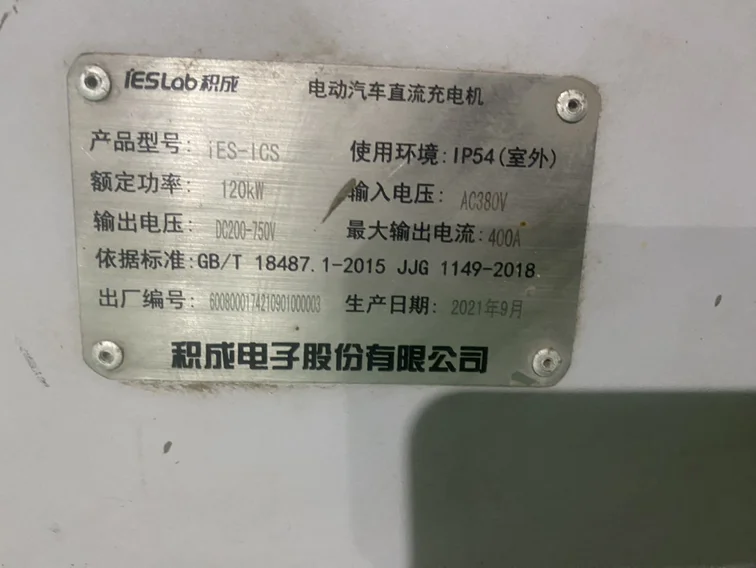 iESLab积成 电动汽车直流充电机
产品型号: iES-ICS 使用环境:IP54(室外)
额定功率: 120kW 输入电压: AC380V
输出电压: DC200-750V 最大输出电流:400A
依据标准:GB/T 18487.1-2015 JJG 1149-2018
出厂编号: 6008000174210901000003 生产日期: 2021年9月
积成电子股份有限公司